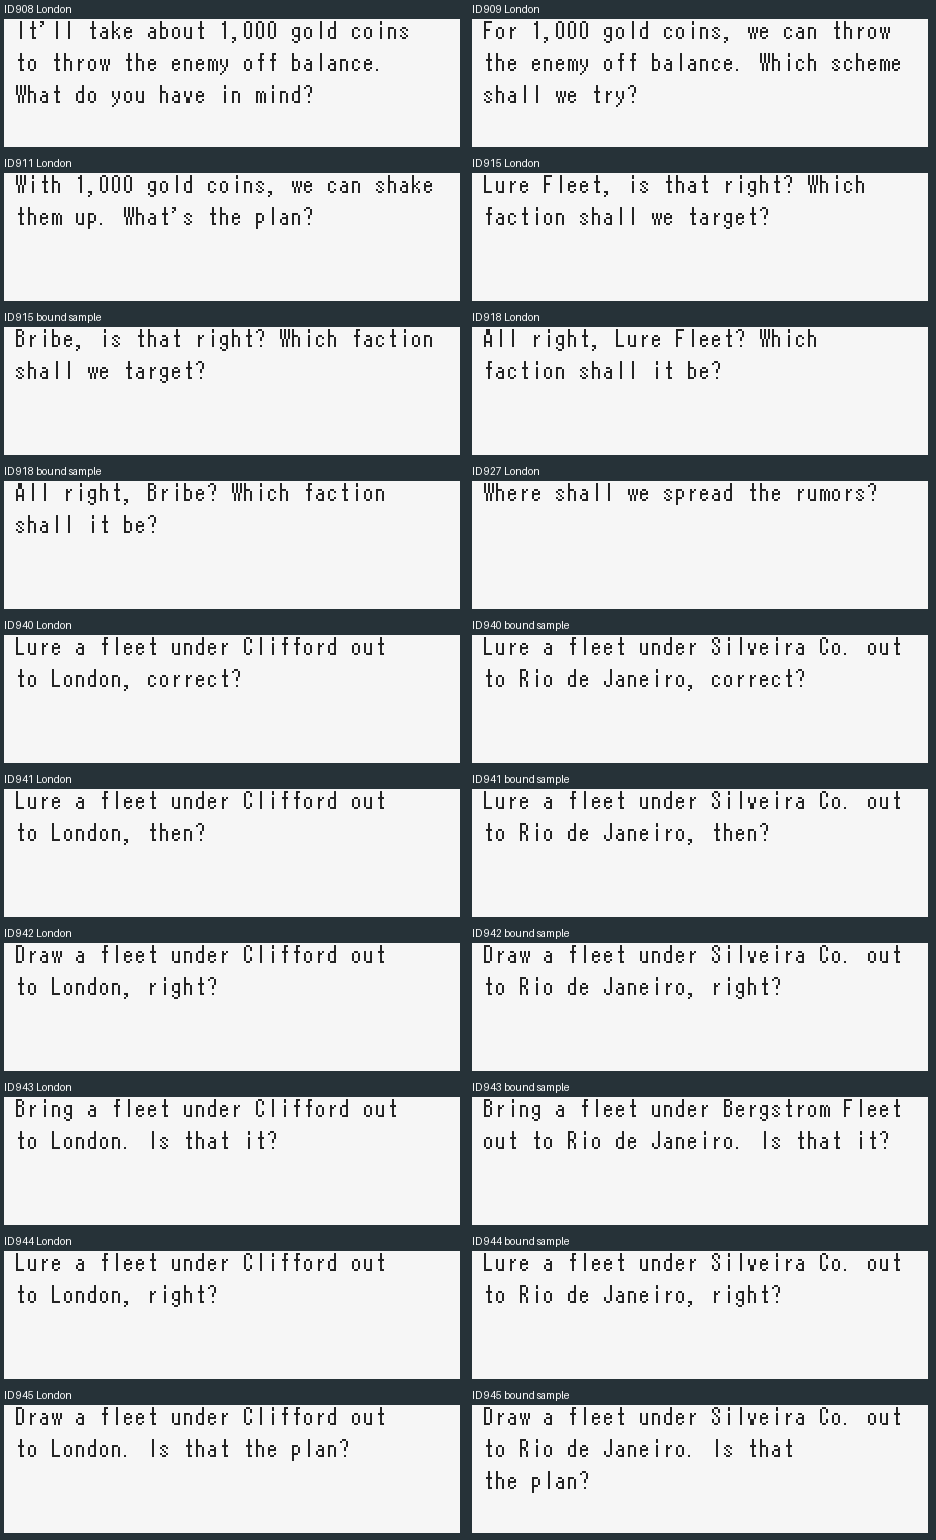 ID908 London
It'll take about 1,000 gold coins
to throw the enemy off balance.
What do you have in mind?
ID909 London
For 1,000 gold coins, we can throw
the enemy off balance. Which scheme
shall we try?
ID911 London
With 1,000 gold coins, we can shake
them up. What's the plan?
ID915 London
Lure Fleet, is that right? Which
faction shall we target?
ID915 bound sample
Bribe, is that right? Which faction
shall we target?
ID918 London
All right, Lure Fleet? Which
faction shall it be?
ID918 bound sample
All right, Bribe? Which faction
shall it be?
ID927 London
Where shall we spread the rumors?
ID940 London
Lure a fleet under Clifford out
to London, correct?
ID940 bound sample
Lure a fleet under Silveira Co. out
to Rio de Janeiro, correct?
ID941 London
Lure a fleet under Clifford out
to London, then?
ID941 bound sample
Lure a fleet under Silveira Co. out
to Rio de Janeiro, then?
ID942 London
Draw a fleet under Clifford out
to London, right?
ID942 bound sample
Draw a fleet under Silveira Co. out
to Rio de Janeiro, right?
ID943 London
Bring a fleet under Clifford out
to London. Is that it?
ID943 bound sample
Bring a fleet under Bergstrom Fleet
out to Rio de Janeiro. Is that it?
ID944 London
Lure a fleet under Clifford out
to London, right?
ID944 bound sample
Lure a fleet under Silveira Co. out
to Rio de Janeiro, right?
ID945 London
Draw a fleet under Clifford out
to London. Is that the plan?
ID945 bound sample
Draw a fleet under Silveira Co. out
to Rio de Janeiro. Is that
the plan?